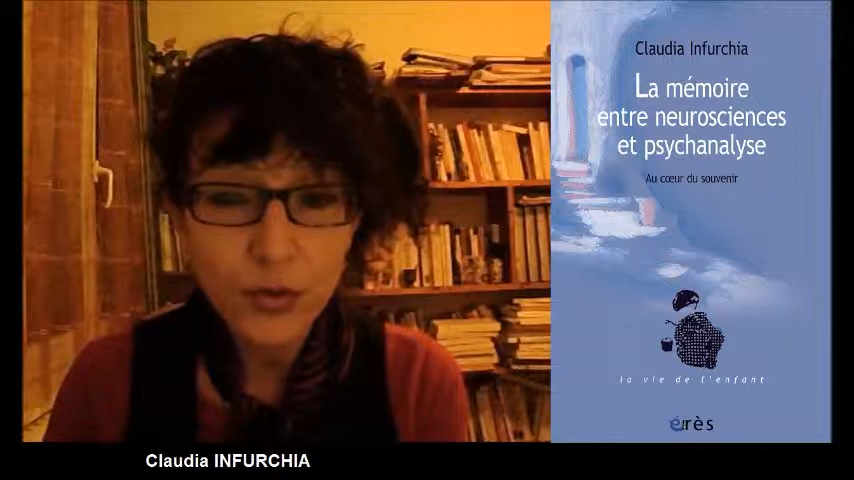 Claudia Infurchia
La mémoire
entre neurosciences
et psychanalyse
Au cœur du souvenir
la vie de l'enfant
érès
Claudia INFURCHIA